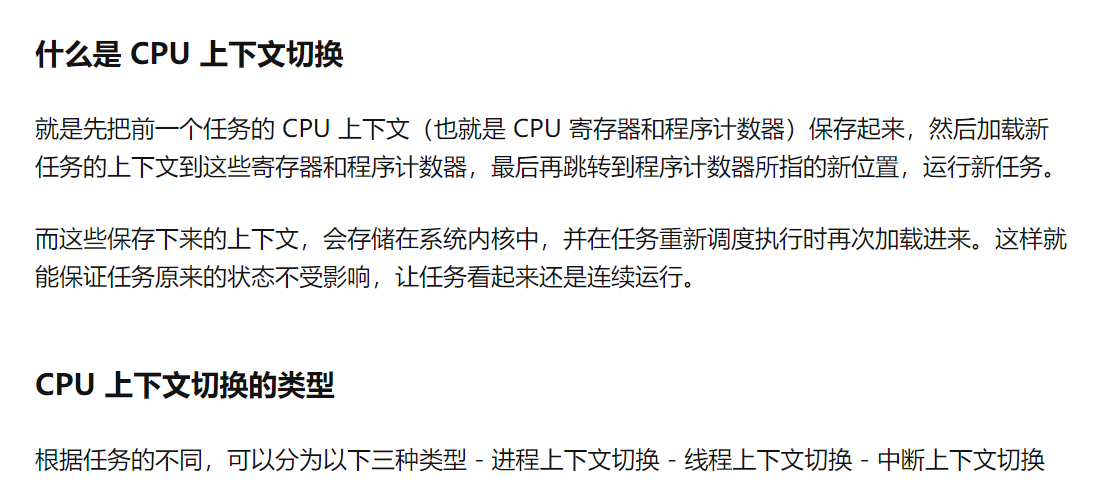 什么是 CPU 上下文切换
就是先把前一个任务的 CPU 上下文（也就是 CPU 寄存器和程序计数器）保存起来，然后加载新
任务的上下文到这些寄存器和程序计数器，最后再跳转到程序计数器所指的新位置，运行新任务。
而这些保存下来的上下文，会存储在系统内核中，并在任务重新调度执行时再次加载进来。这样就
能保证任务原来的状态不受影响，让任务看起来还是连续运行。
CPU 上下文切换的类型
根据任务的不同，可以分为以下三种类型 - 进程上下文切换 - 线程上下文切换 - 中断上下文切换